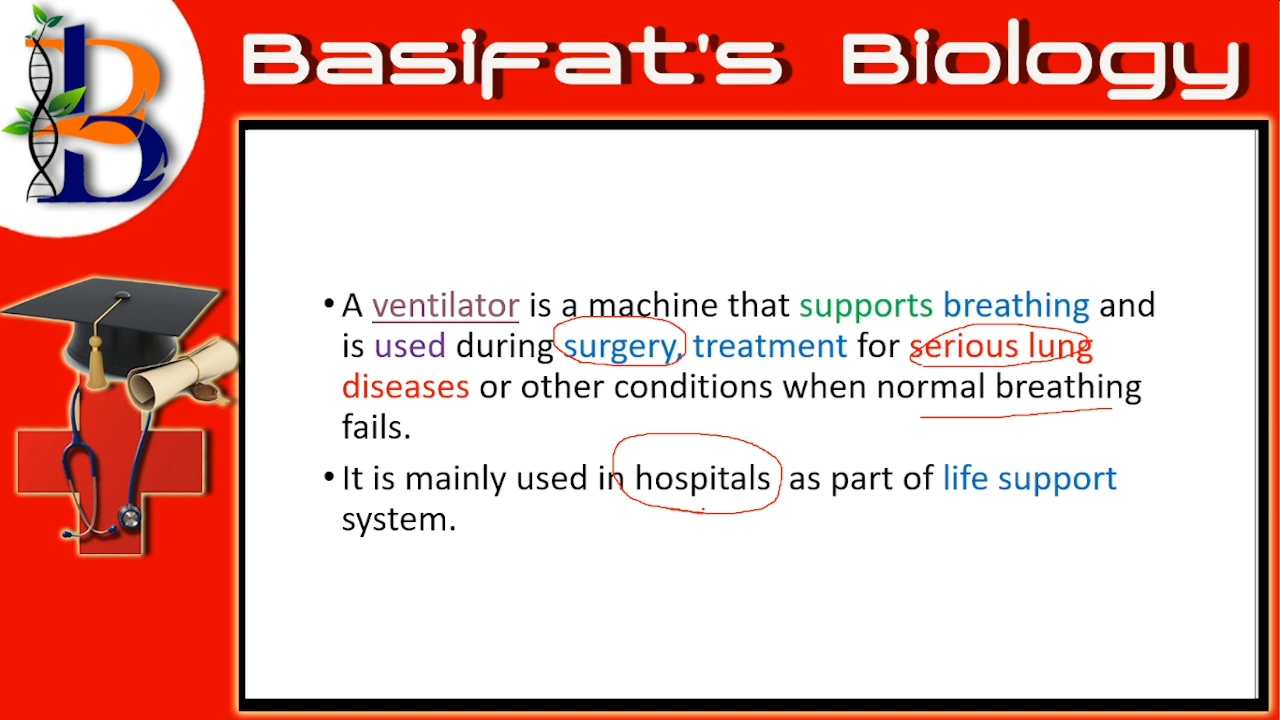 Basifat's Biology
• A ventilator is a machine that supports breathing and
is used during surgery, treatment for serious lung
diseases or other conditions when normal breathing
fails.
• It is mainly used in hospitals as part of life support
system.